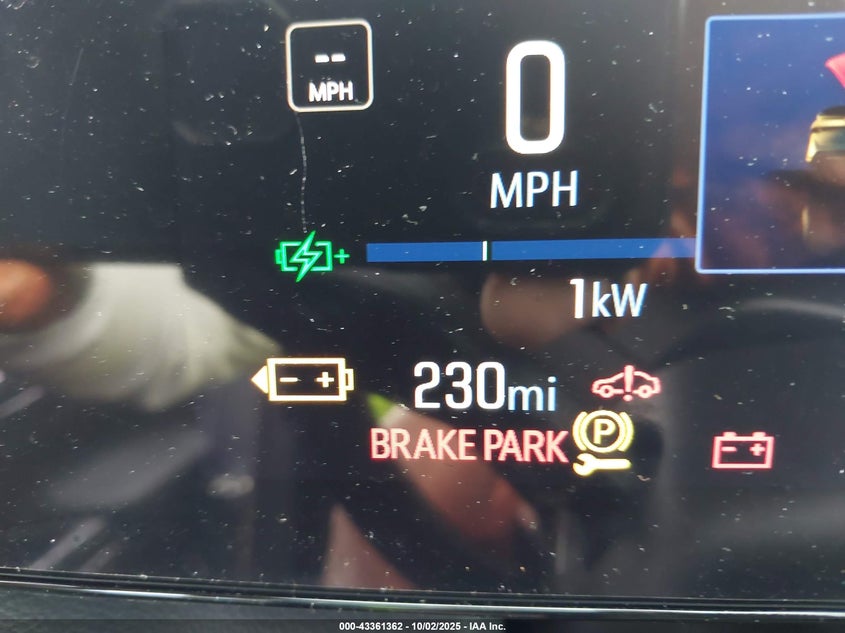 --
MPH
0
MPH
1kW
230mi
BRAKE PARK
P
000-43361362 - 10/02/2025 - IAA Inc.